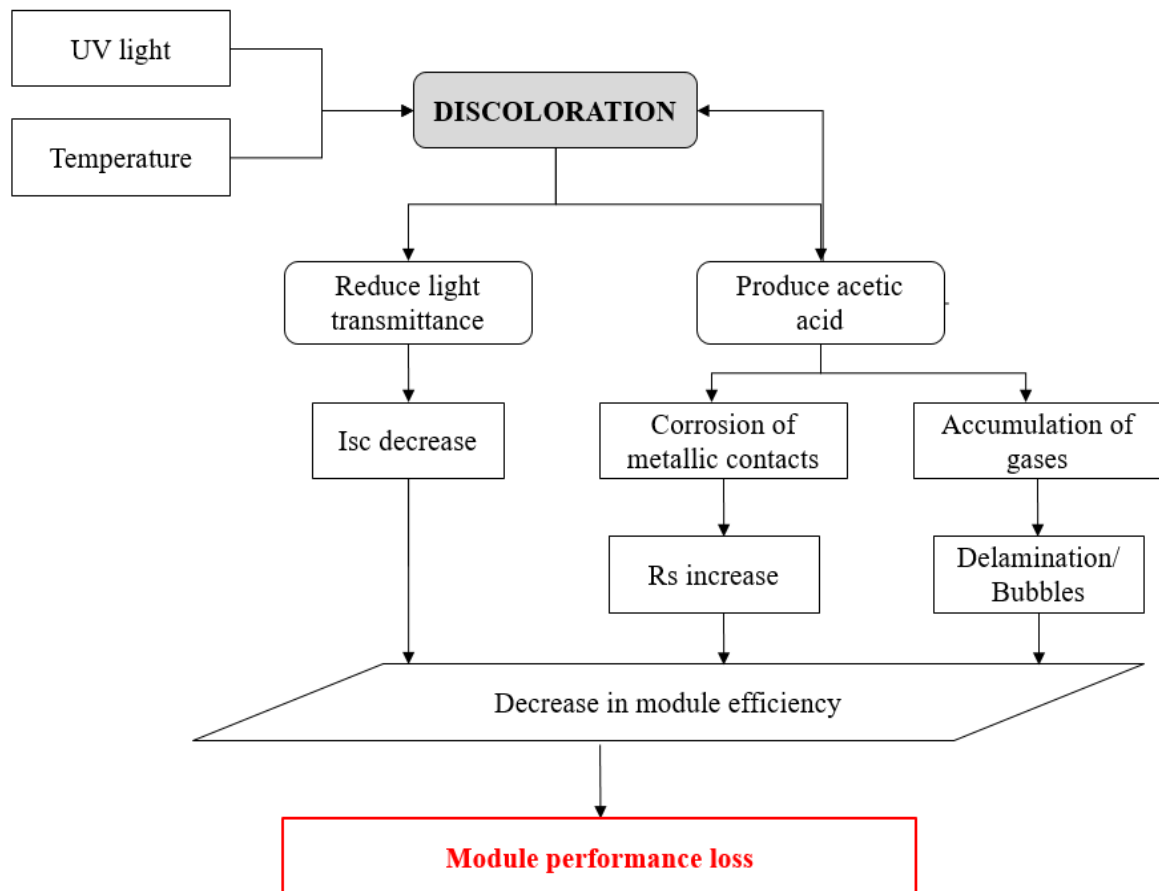 UV light
Temperature
DISCOLORATION
Reduce light
transmittance
Produce acetic
acid
Isc decrease
Corrosion of
metallic contacts
Accumulation of
gases
Rs increase
Delamination/
Bubbles
Decrease in module efficiency
Module performance loss